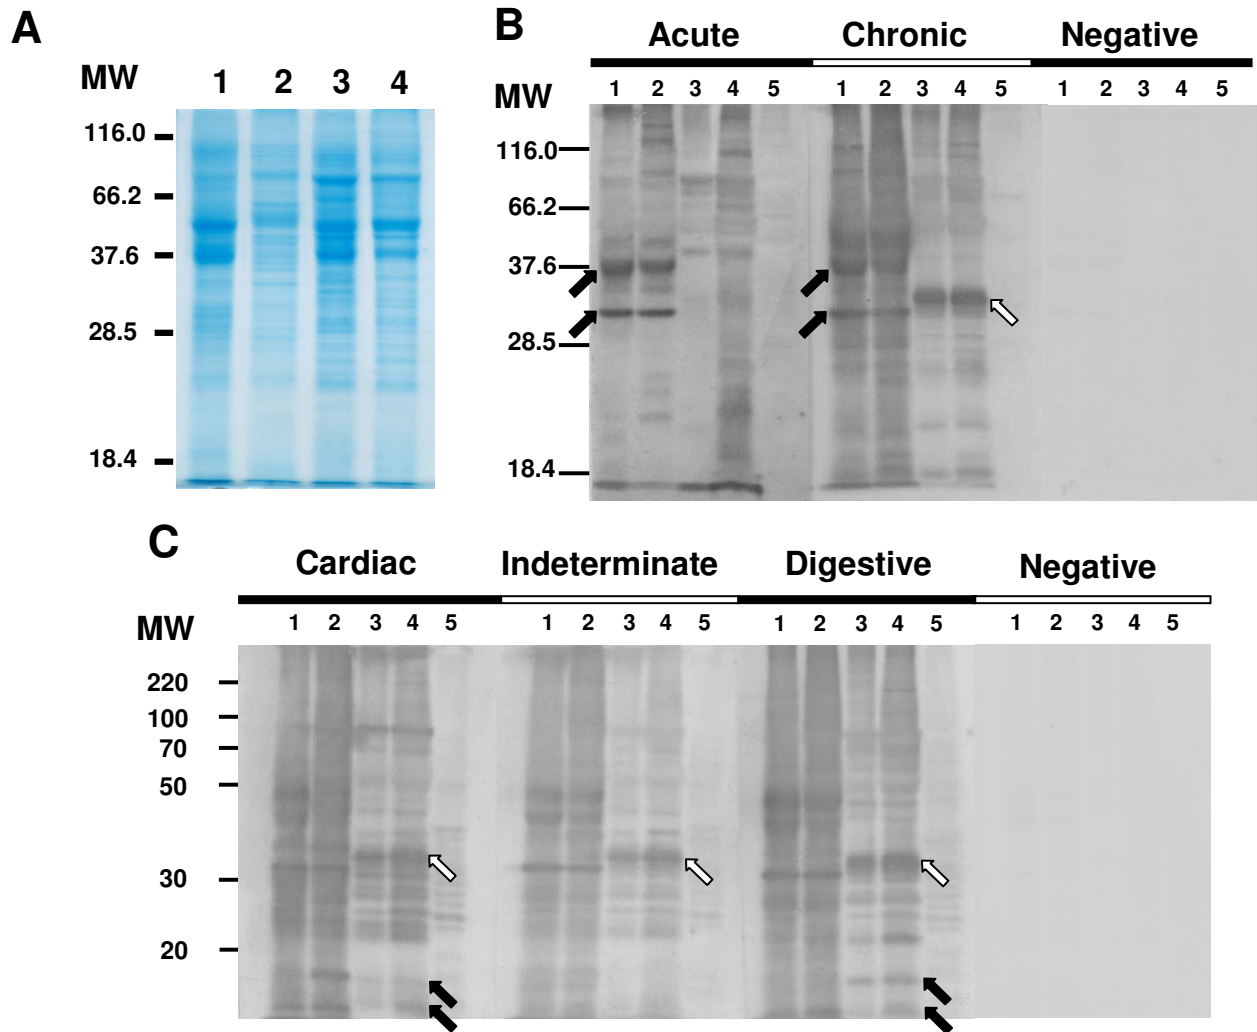 A
MW 1 2 3 4
116.0
66.2
37.6
28.5
18.4
B
Acute Chronic Negative
MW 1 2 3 4 5 1 2 3 4 5 1 2 3 4 5
116.0
66.2
37.6
28.5
18.4
C
Cardiac Indeterminate Digestive Negative
MW 1 2 3 4 5 1 2 3 4 5 1 2 3 4 5 1 2 3 4 5
220
100
70
50
30
20